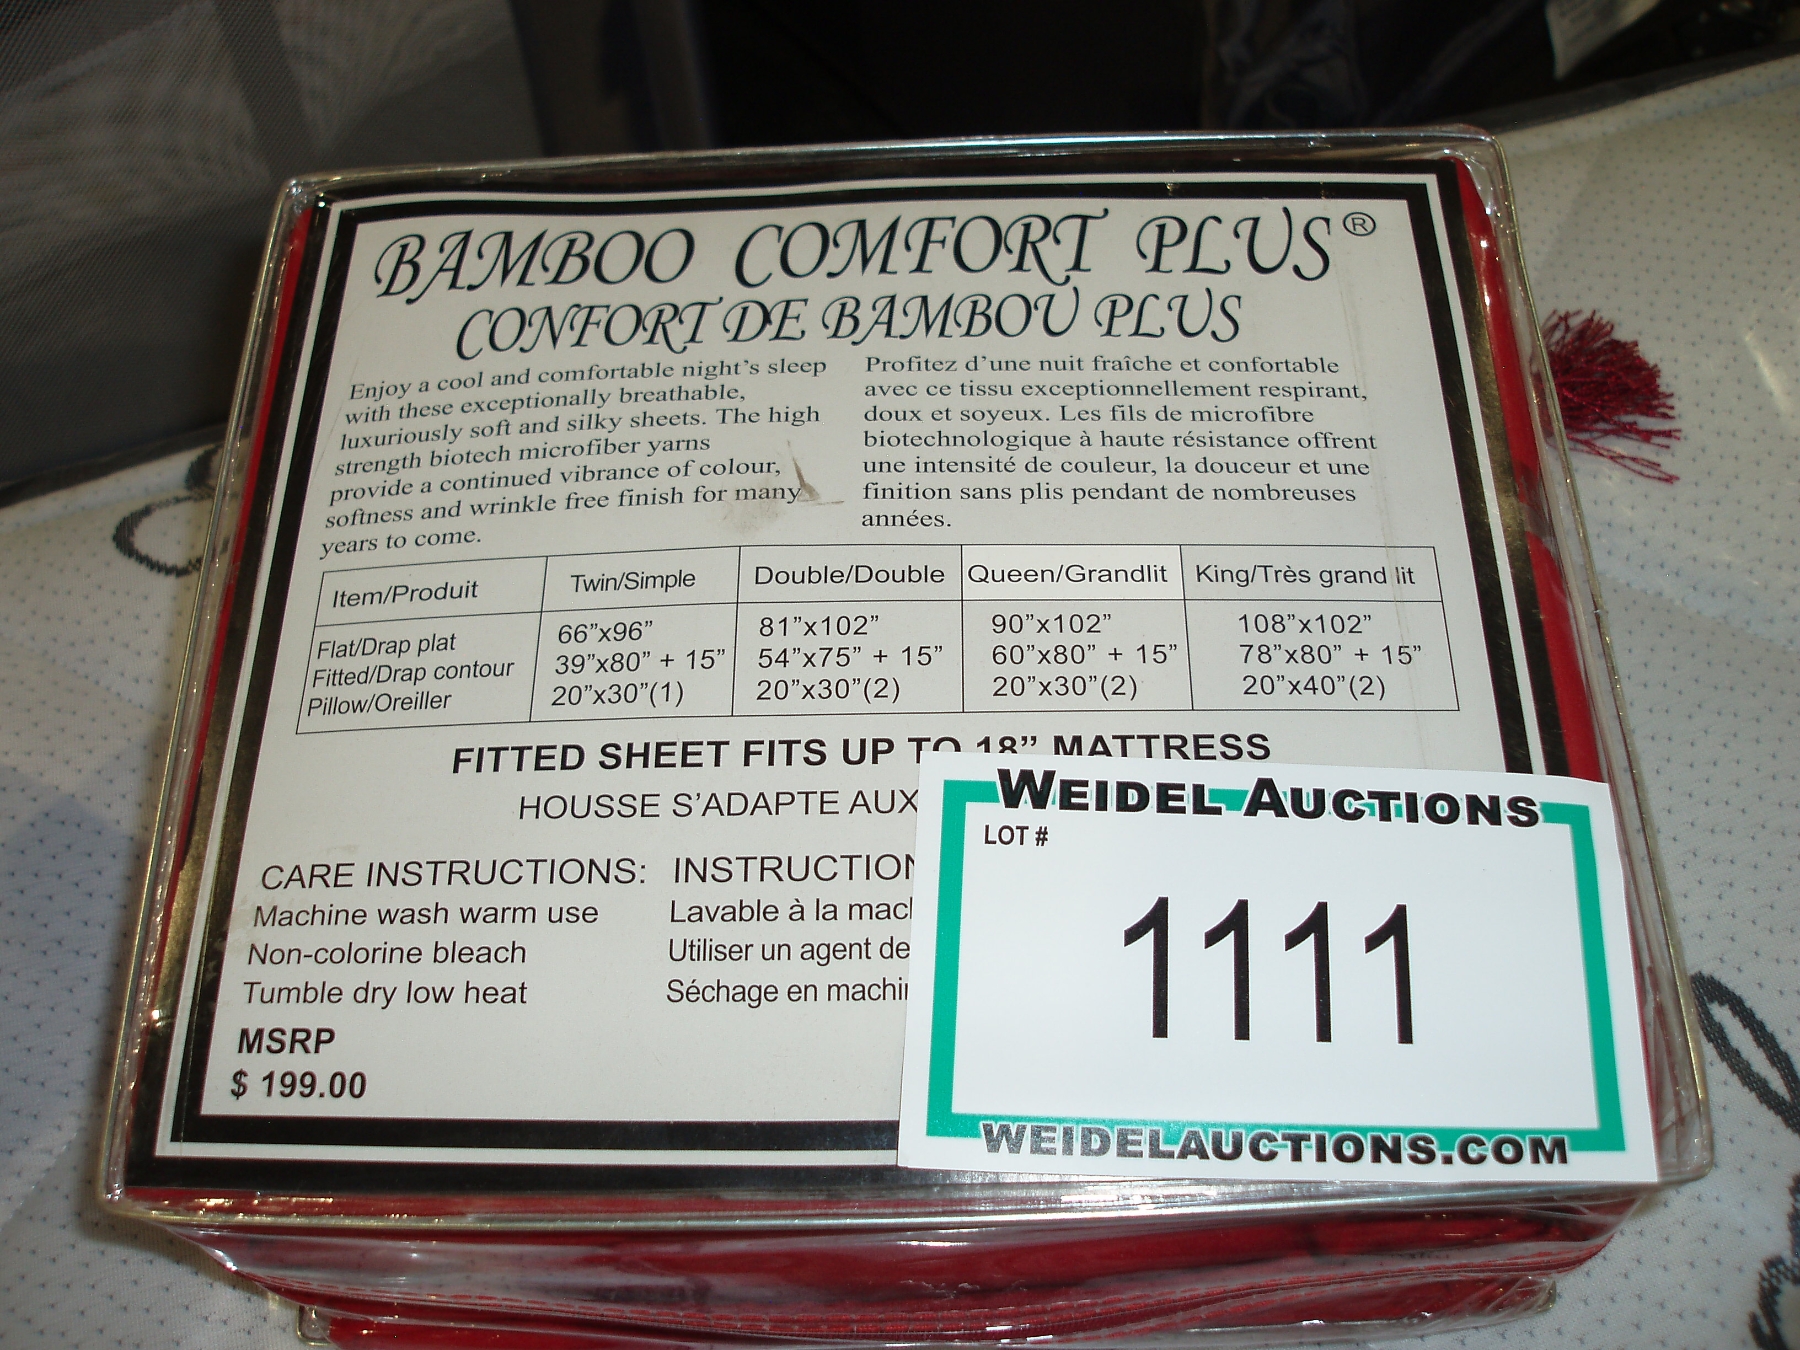 BAMBOO COMFORT PLUS®
CONFORT DE BAMBOU PLUS
Enjoy a cool and comfortable night's sleep
with these exceptionally breathable,
luxuriously soft and silky sheets. The high
strength biotech microfiber yarns
provide a continued vibrance of colour,
softness and wrinkle free finish for many
years to come.
Profitez d'une nuit fraîche et confortable
avec ce tissu exceptionnellement respirant,
doux et soyeux. Les fils de microfibre
biotechnologique à haute résistance offrent
une intensité de couleur, la douceur et une
finition sans plis pendant de nombreuses
années.
Item/Produit Twin/Simple Double/Double Queen/Grandlit King/Très grand lit
Flat/Drap plat 66”x96” 81”x102” 90”x102” 108”x102”
Fitted/Drap contour 39”x80” + 15” 54”x75” + 15” 60”x80” + 15” 78”x80” + 15”
Pillow/Oreiller 20”x30”(1) 20”x30”(2) 20”x30”(2) 20”x40”(2)
FITTED SHEET FITS UP TO 18” MATTRESS
HOUSSE S'ADAPTE AUX
CARE INSTRUCTIONS:
Machine wash warm use
Non-colorine bleach
Tumble dry low heat
Lavable à la
Utiliser un agent de
Séchage en
MSRP
$ 199.00
WEIDEL AUCTIONS
LOT #
1111
WEIDELAUCTIONS.COM